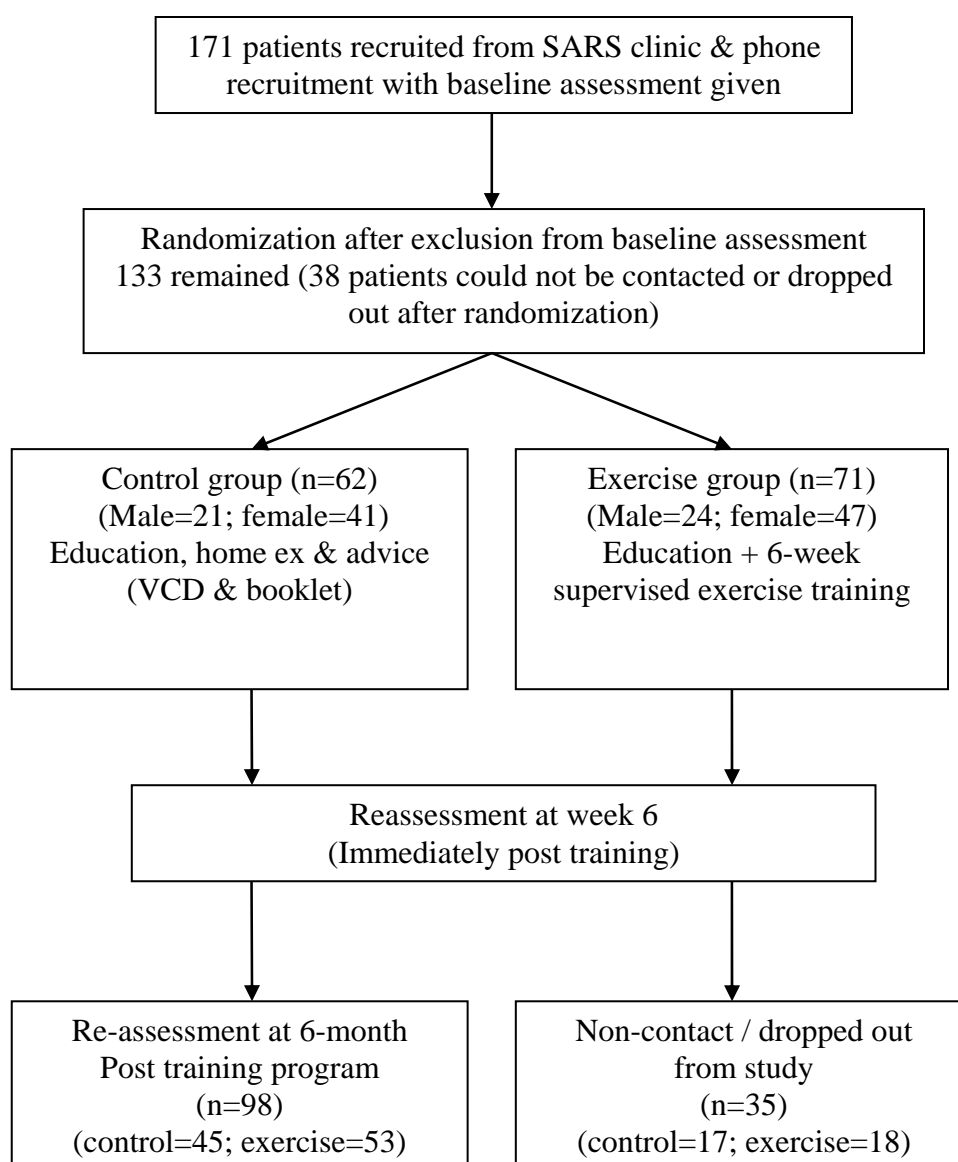 171 patients recruited from SARS clinic & phone
recruitment with baseline assessment given
Randomization after exclusion from baseline assessment
133 remained (38 patients could not be contacted or dropped
out after randomization)
Control group (n=62)
(Male=21; female=41)
Education, home ex & advice
(VCD & booklet)
Exercise group (n=71)
(Male=24; female=47)
Education + 6-week
supervised exercise training
Reassessment at week 6
(Immediately post training)
Re-assessment at 6-month
Post training program
(n=98)
(control=45; exercise=53)
Non-contact / dropped out
from study
(n=35)
(control=17; exercise=18)